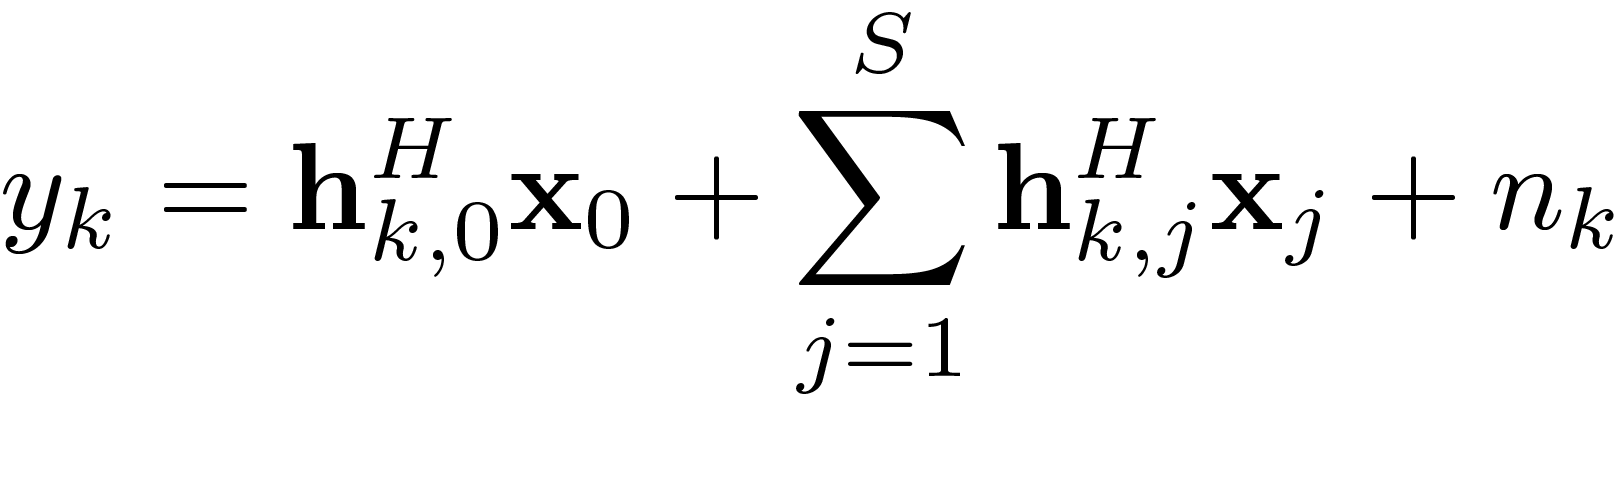 $y_k = \mathbf{h}_{k,0}^H \mathbf{x}_0 + \sum_{j=1}^{S} \mathbf{h}_{k,j}^H \mathbf{x}_j + n_k$